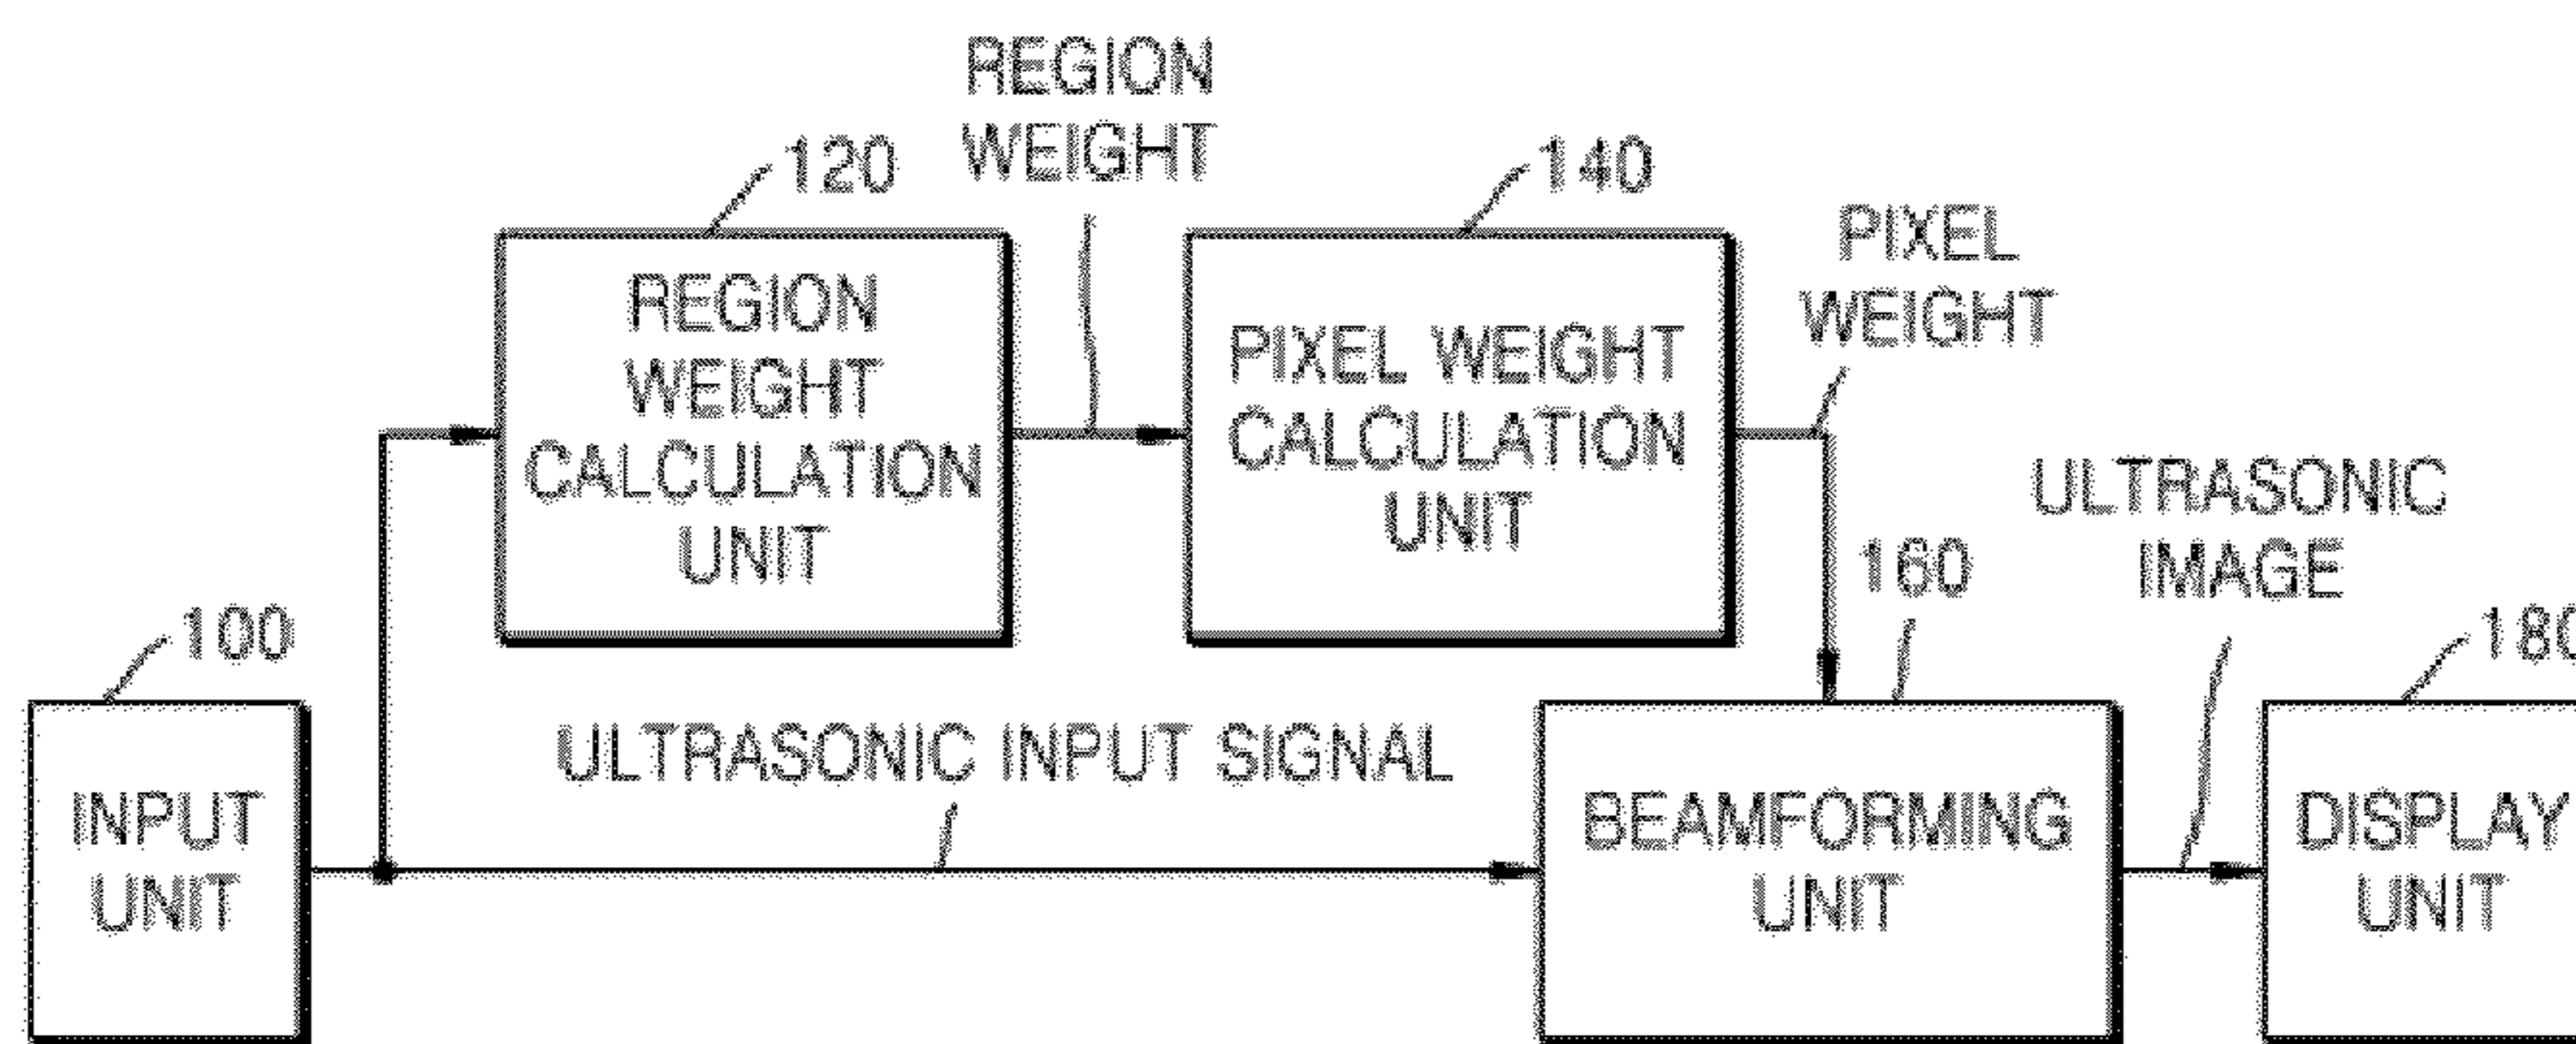 REGION
WEIGHT
120
140
PIXEL
WEIGHT
REGION
WEIGHT
CALCULATION
UNIT
PIXEL WEIGHT
CALCULATION
UNIT
ULTRASONIC
IMAGE
160
100
180
ULTRASONIC INPUT SIGNAL
INPUT
UNIT
BEAMFORMING
UNIT
DISPLAY
UNIT